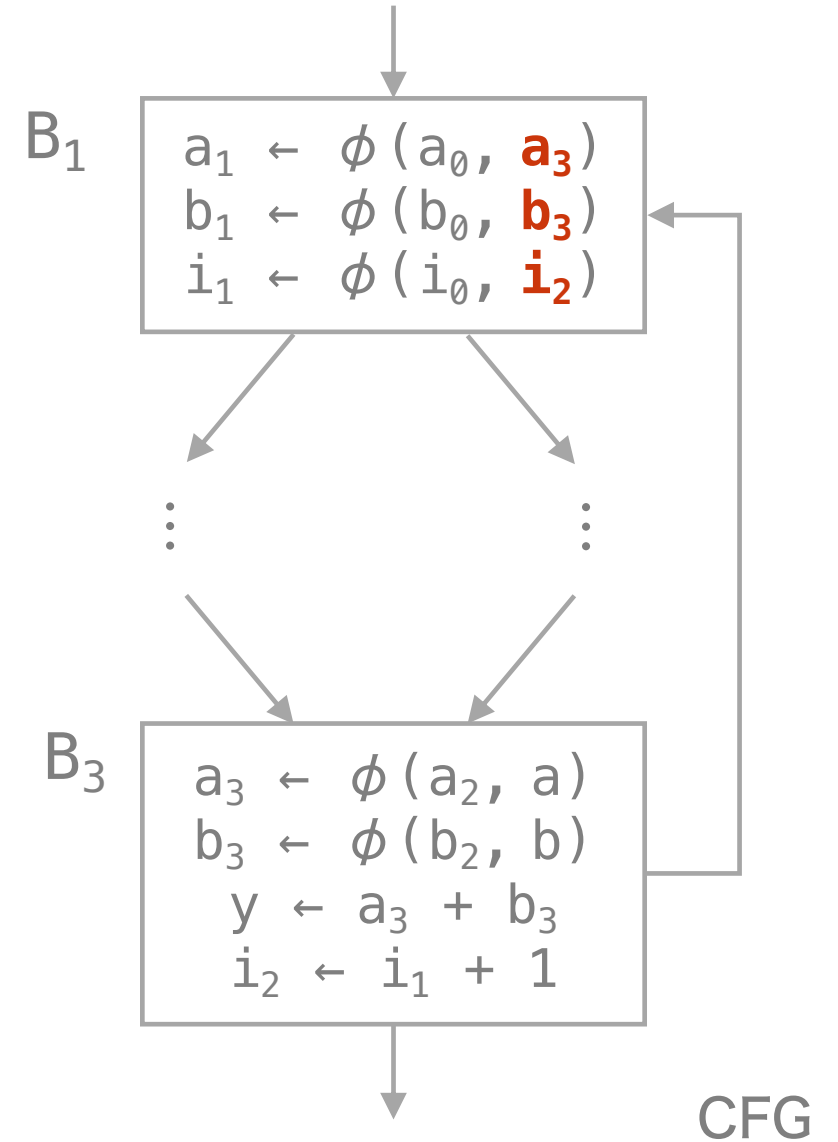 B₁
a₁ ← ϕ(a₀, a₃)
b₁ ← ϕ(b₀, b₃)
i₁ ← ϕ(i₀, i₂)
⋮ ⋮
B₃
a₃ ← ϕ(a₂, a)
b₃ ← ϕ(b₂, b)
y ← a₃ + b₃
i₂ ← i₁ + 1
CFG